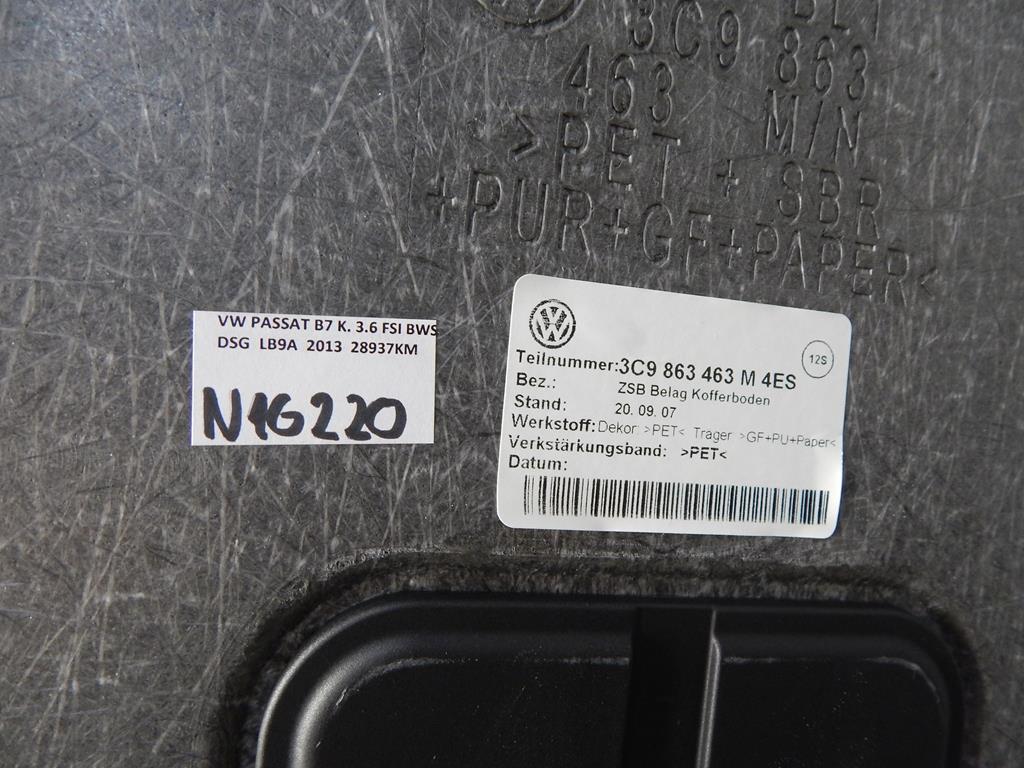 3C9 863
463 M/N
>PET + SBR
+PUR+GF+PAPER<
VW PASSAT B7 K. 3.6 FSI BWS
DSG LB9A 2013 28937KM
N1G220
Teilnummer:3C9 863 463 M 4ES
12S
Bez.: ZSB Belag Kofferboden
Stand: 20. 09. 07
Werkstoff: Dekor >PET< Trager >GF+PU+Paper<
Verkstärkungsband: >PET<
Datum: